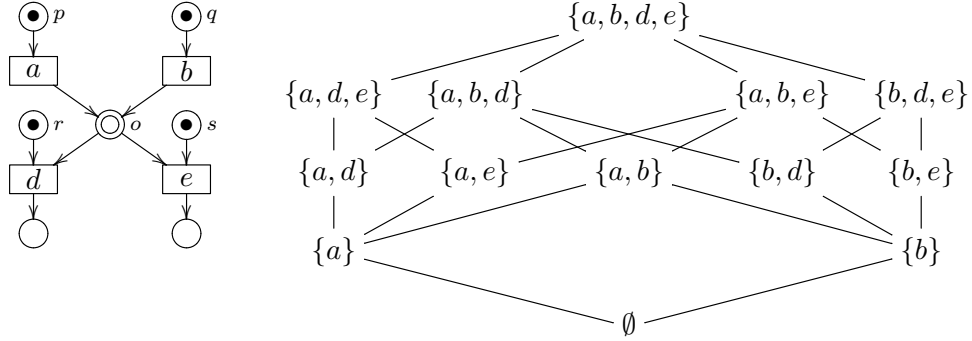 p q
a b
r o s
d e
{a, b, d, e}
{a, d, e} {a, b, d} {a, b, e} {b, d, e}
{a, d} {a, e} {a, b} {b, d} {b, e}
{a} {b}
∅